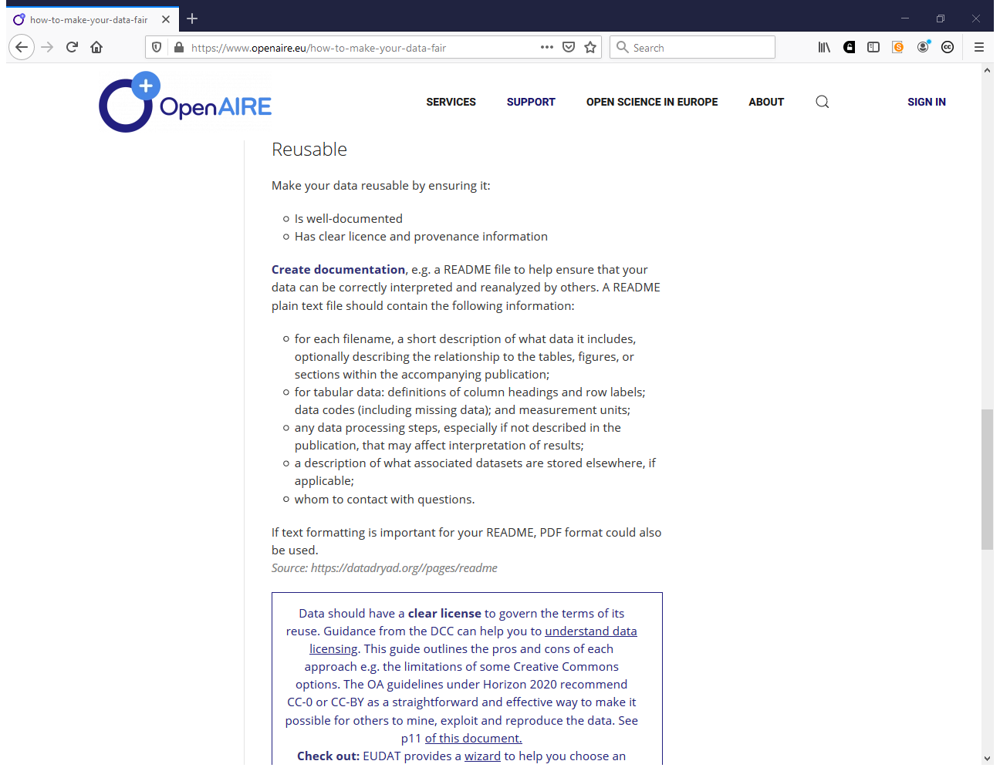 how-to-make-your-data-fair
https://www.openaire.eu/how-to-make-your-data-fair
Search
OpenAIRE
SERVICES
SUPPORT
OPEN SCIENCE IN EUROPE
ABOUT
SIGN IN
Reusable
Make your data reusable by ensuring it:
Is well-documented
Has clear licence and provenance information
Create documentation, e.g. a README file to help ensure that your
data can be correctly interpreted and reanalyzed by others. A README
plain text file should contain the following information:
for each filename, a short description of what data it includes,
optionally describing the relationship to the tables, figures, or
sections within the accompanying publication;
for tabular data: definitions of column headings and row labels;
data codes (including missing data); and measurement units;
any data processing steps, especially if not described in the
publication, that may affect interpretation of results;
a description of what associated datasets are stored elsewhere, if
applicable;
whom to contact with questions.
If text formatting is important for your README, PDF format could also
be used.
Source: https://datadryad.org//pages/readme
Data should have a clear license to govern the terms of its
reuse. Guidance from the DCC can help you to understand data
licensing. This guide outlines the pros and cons of each
approach e.g. the limitations of some Creative Commons
options. The OA guidelines under Horizon 2020 recommend
CC-0 or CC-BY as a straightforward and effective way to make it
possible for others to mine, exploit and reproduce the data. See
p11 of this document.
Check out: EUDAT provides a wizard to help you choose an